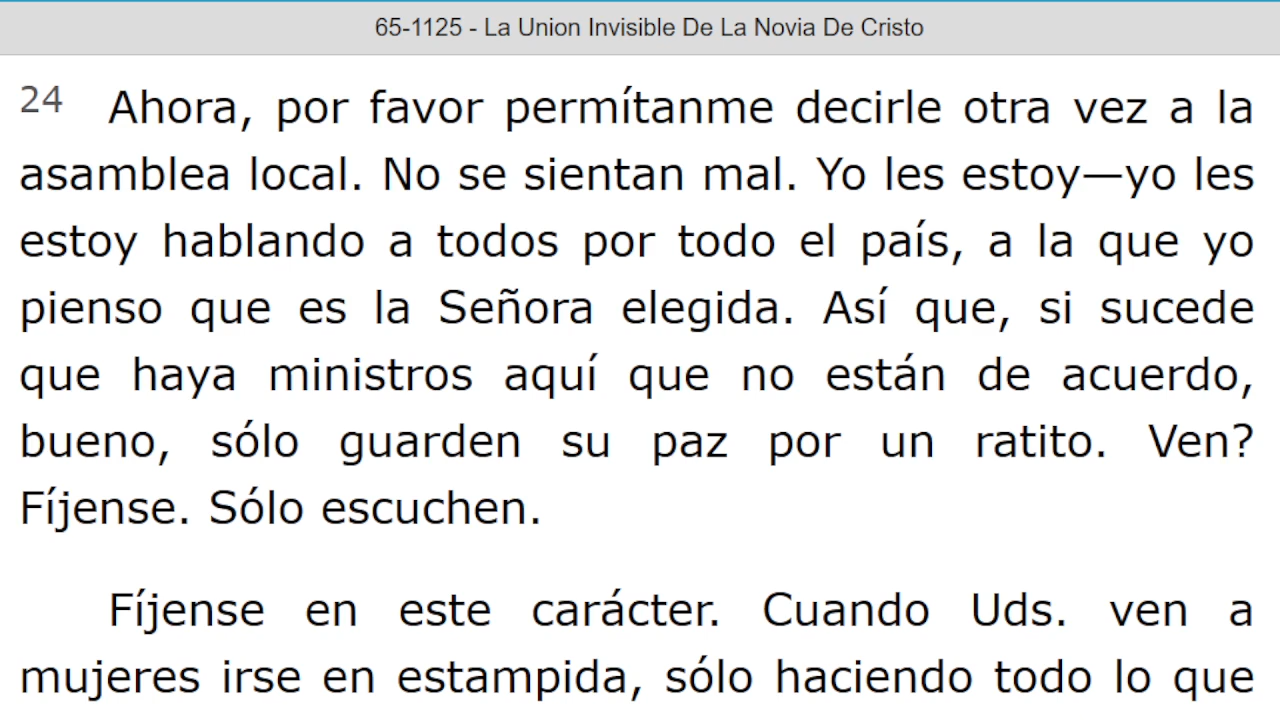 65-1125 - La Union Invisible De La Novia De Cristo
24 Ahora, por favor permítanme decirle otra vez a la
asamblea local. No se sientan mal. Yo les estoy—yo les
estoy hablando a todos por todo el país, a la que yo
pienso que es la Señora elegida. Así que, si sucede
que haya ministros aquí que no están de acuerdo,
bueno, sólo guarden su paz por un ratito. Ven?
Fíjense. Sólo escuchen.
Fíjense en este carácter. Cuando Uds. ven a
mujeres irse en estampida, sólo haciendo todo lo que